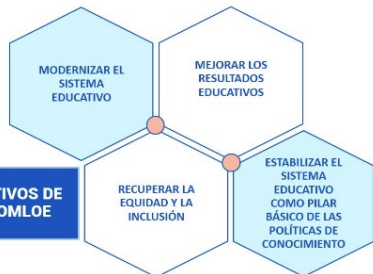 MODERNIZAR EL
SISTEMA
EDUCATIVO
MEJORAR LOS
RESULTADOS
EDUCATIVOS
TIVOS DE
OMLOE
RECUPERAR LA
EQUIDAD Y LA
INCLUSIÓN
ESTABILIZAR EL
SISTEMA
EDUCATIVO
COMO PILAR
BÁSICO DE LAS
POLÍTICAS DE
CONOCIMIENTO